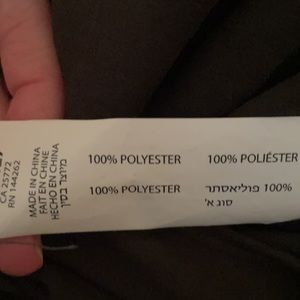 CA 25772
RN 144262
MADE IN CHINA
FAIT EN CHINE
HECHO EN CHINA
מיוצר בסין
100% POLYESTER
100% POLIÉSTER
100% POLYESTER
100% פוליאסתר
סוג א'